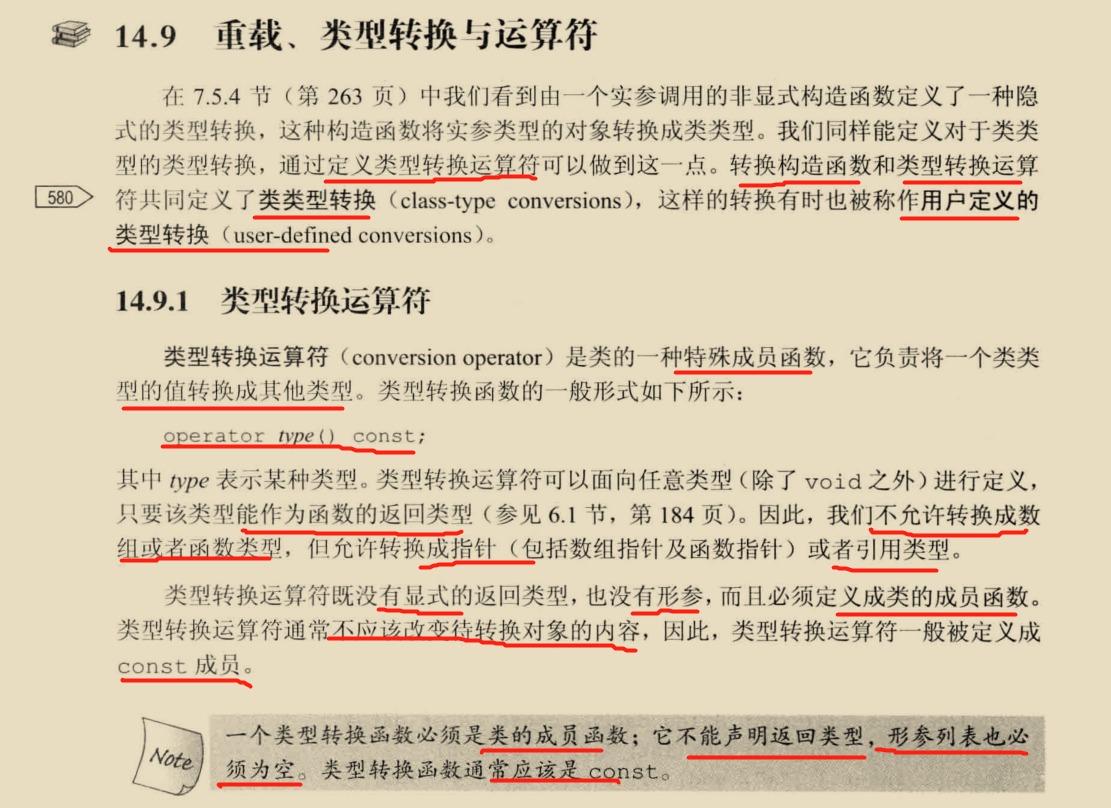 14.9 重载、类型转换与运算符
在 7.5.4 节（第 263 页）中我们看到由一个实参调用的非显式构造函数定义了一种隐
式的类型转换，这种构造函数将实参类型的对象转换成类类型。我们同样能定义对于类类
型的类型转换，通过定义类型转换运算符可以做到这一点。转换构造函数和类型转换运算
580
符共同定义了类类型转换（class-type conversions），这样的转换有时也被称作用户定义的
类型转换（user-defined conversions）。
14.9.1 类型转换运算符
类型转换运算符（conversion operator）是类的一种特殊成员函数，它负责将一个类类
型的值转换成其他类型。类型转换函数的一般形式如下所示：
operator type() const;
其中 type 表示某种类型。类型转换运算符可以面向任意类型（除了 void 之外）进行定义，
只要该类型能作为函数的返回类型（参见 6.1 节，第 184 页）。因此，我们不允许转换成数
组或者函数类型，但允许转换成指针（包括数组指针及函数指针）或者引用类型。
类型转换运算符既没有显式的返回类型，也没有形参，而且必须定义成类的成员函数。
类型转换运算符通常不应该改变待转换对象的内容，因此，类型转换运算符一般被定义成
const 成员。
Note
一个类型转换函数必须是类的成员函数；它不能声明返回类型，形参列表也必
须为空。类型转换函数通常应该是 const。